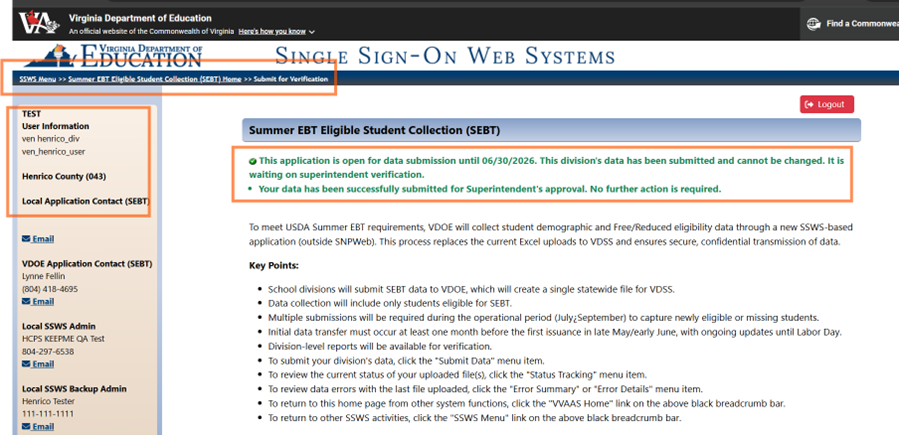 VA
Virginia Department of Education
An official website of the Commonwealth of Virginia Here's how you know
Find a Commonwea
VIRGINIA DEPARTMENT OF
EDUCATION
SINGLE SIGN-ON WEB SYSTEMS
SSWS Menu >> Summer EBT Eligible Student Collection (SEBT) Home >> Submit for Verification
Logout
TEST
User Information
ven henrico_div
ven_henrico_user
Henrico County (043)
Local Application Contact (SEBT)
Email
VDOE Application Contact (SEBT)
Lynne Fellin
(804) 418-4695
Email
Local SSWS Admin
HCPS KEEPME QA Test
804-297-6538
Email
Local SSWS Backup Admin
Henrico Tester
111-111-1111
Email
Summer EBT Eligible Student Collection (SEBT)
This application is open for data submission until 06/30/2026. This division's data has been submitted and cannot be changed. It is
waiting on superintendent verification.
• Your data has been successfully submitted for Superintendent's approval. No further action is required.
To meet USDA Summer EBT requirements, VDOE will collect student demographic and Free/Reduced eligibility data through a new SSWS-based
application (outside SNPWeb). This process replaces the current Excel uploads to VDSS and ensures secure, confidential transmission of data.
Key Points:
• School divisions will submit SEBT data to VDOE, which will create a single statewide file for VDSS.
• Data collection will include only students eligible for SEBT.
• Multiple submissions will be required during the operational period (July¿September) to capture newly eligible or missing students.
• Initial data transfer must occur at least one month before the first issuance in late May/early June, with ongoing updates until Labor Day.
• Division-level reports will be available for verification.
• To submit your division's data, click the "Submit Data" menu item.
• To review the current status of your uploaded file(s), click the "Status Tracking" menu item.
• To review data errors with the last file uploaded, click the "Error Summary" or "Error Details" menu item.
• To return to this home page from other system functions, click the "VVAAS Home" link on the above black breadcrumb bar.
• To return to other SSWS activities, click the "SSWS Menu" link on the above black breadcrumb bar.